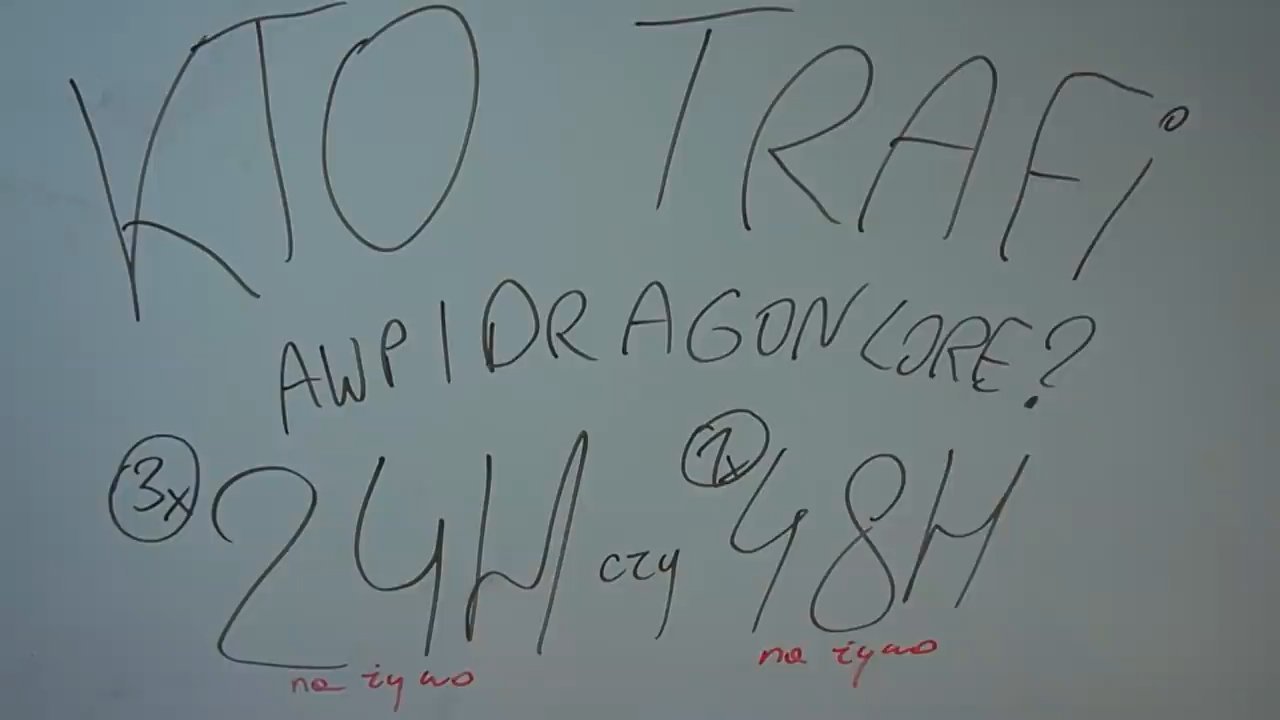 KTO TRAFi
AWP | DRAGON LORE?
3x 24H czy 1x 48H
na żywo na żywo